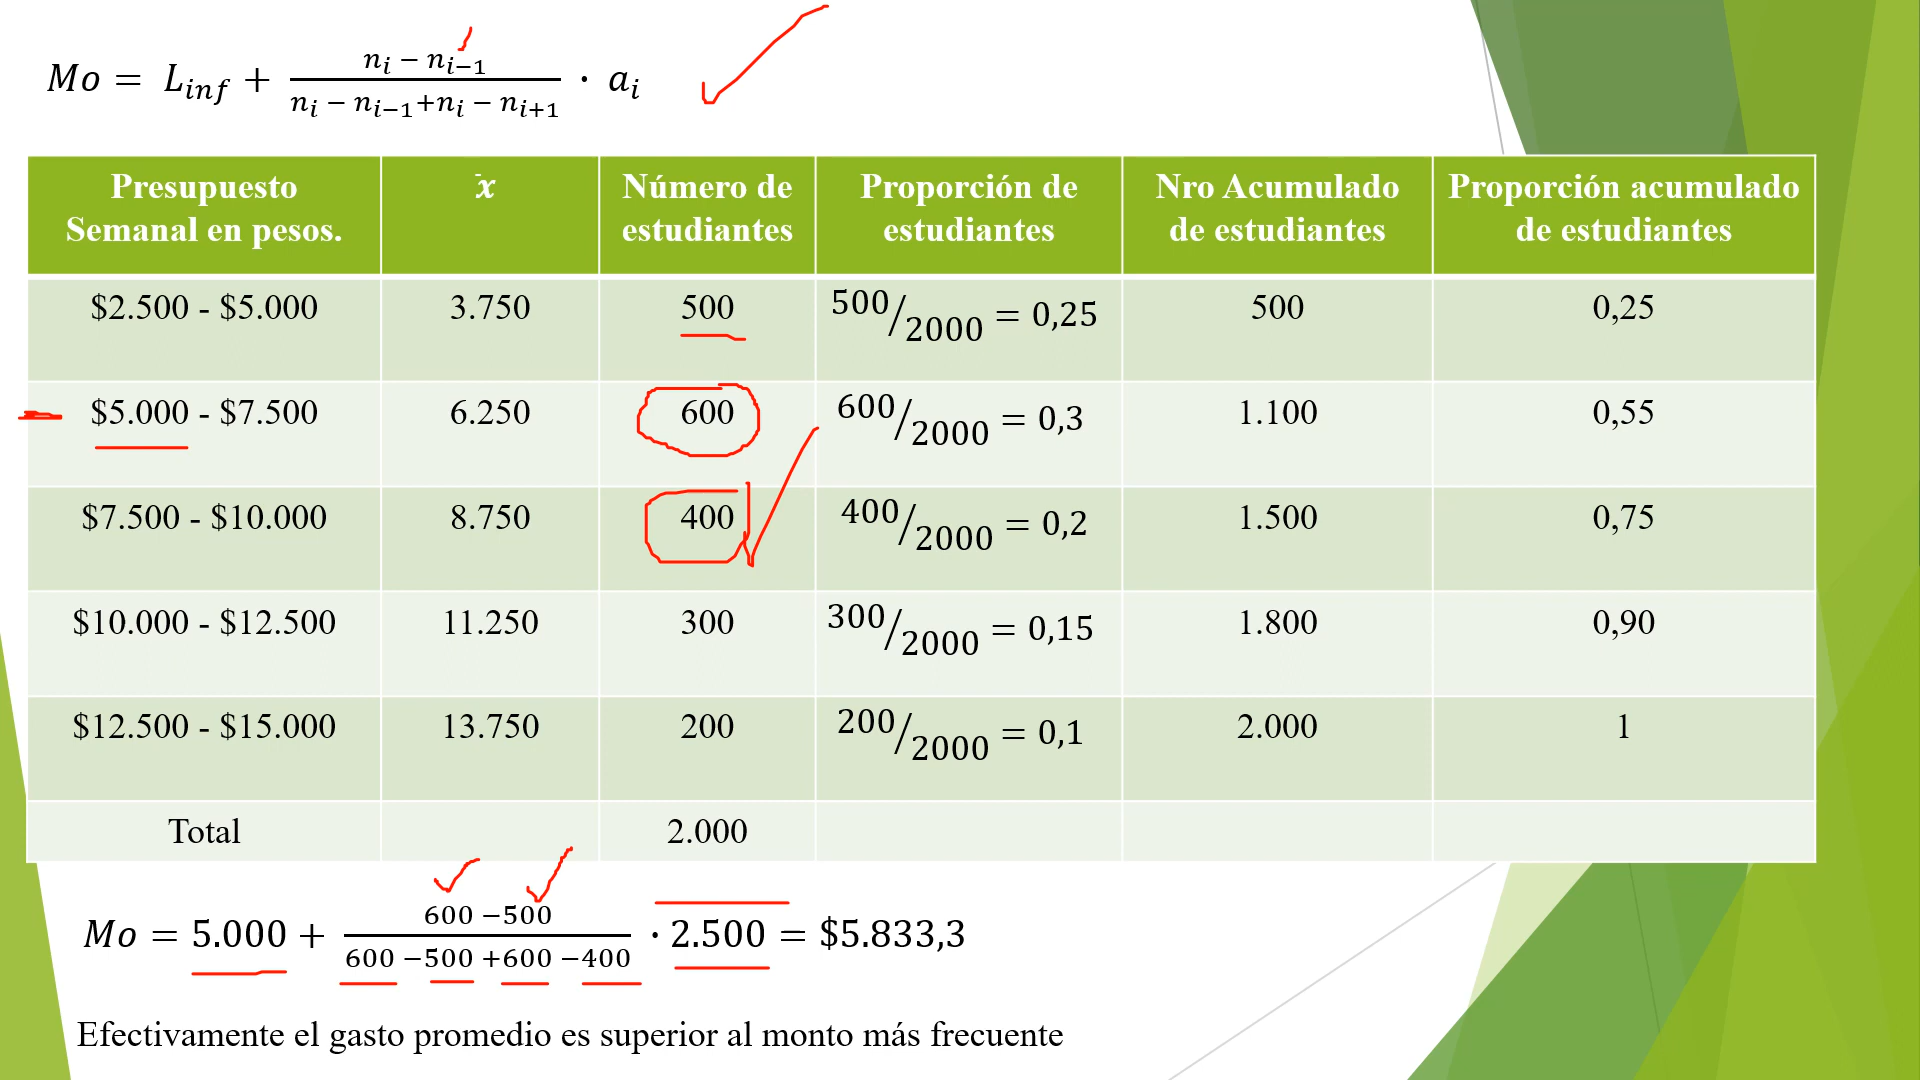 Mo = L_inf + (n_i − n_{i−1}) / (n_i − n_{i−1}+n_i − n_{i+1}) · a_i
Presupuesto Semanal en pesos. | x̄ | Número de estudiantes | Proporción de estudiantes | Nro Acumulado de estudiantes | Proporción acumulado de estudiantes
$2.500 - $5.000 | 3.750 | 500 | 500/2000 = 0,25 | 500 | 0,25
$5.000 - $7.500 | 6.250 | 600 | 600/2000 = 0,3 | 1.100 | 0,55
$7.500 - $10.000 | 8.750 | 400 | 400/2000 = 0,2 | 1.500 | 0,75
$10.000 - $12.500 | 11.250 | 300 | 300/2000 = 0,15 | 1.800 | 0,90
$12.500 - $15.000 | 13.750 | 200 | 200/2000 = 0,1 | 2.000 | 1
Total | 2.000
Mo = 5.000 + (600 −500) / (600 −500 +600 −400) · 2.500 = $5.833,3
Efectivamente el gasto promedio es superior al monto más frecuente